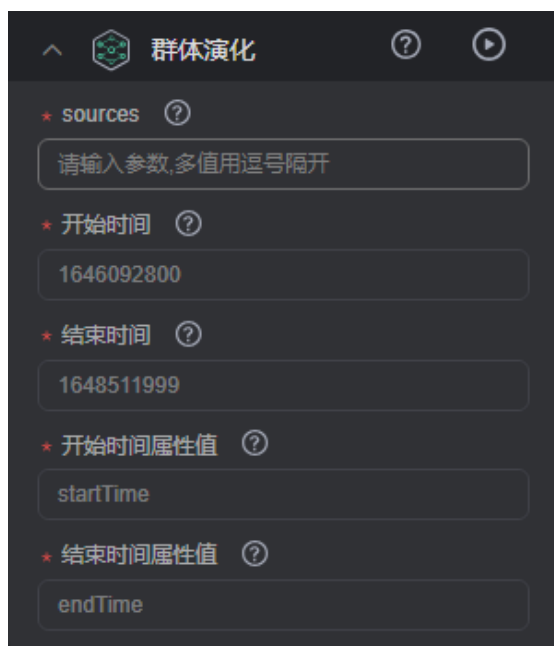 群体演化
* sources
请输入参数,多值用逗号隔开
* 开始时间
1646092800
* 结束时间
1648511999
* 开始时间属性值
startTime
* 结束时间属性值
endTime